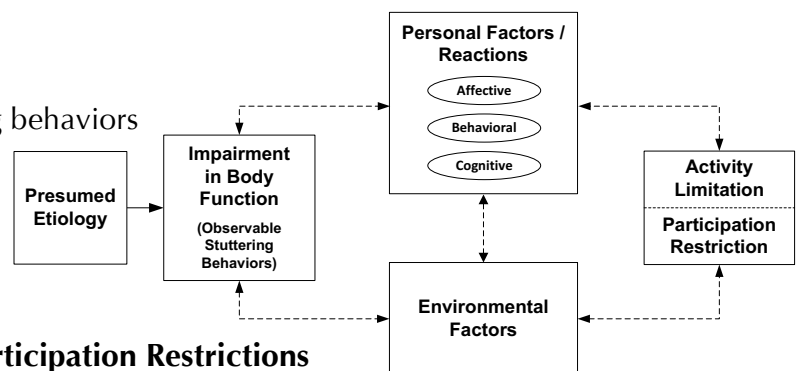 behaviors
Presumed
Etiology
Impairment
in Body
Function
(Observable
Stuttering
Behaviors)
Personal Factors /
Reactions
Affective
Behavioral
Cognitive
Environmental
Factors
Activity
Limitation
Participation
Restriction
rticipation Restrictions